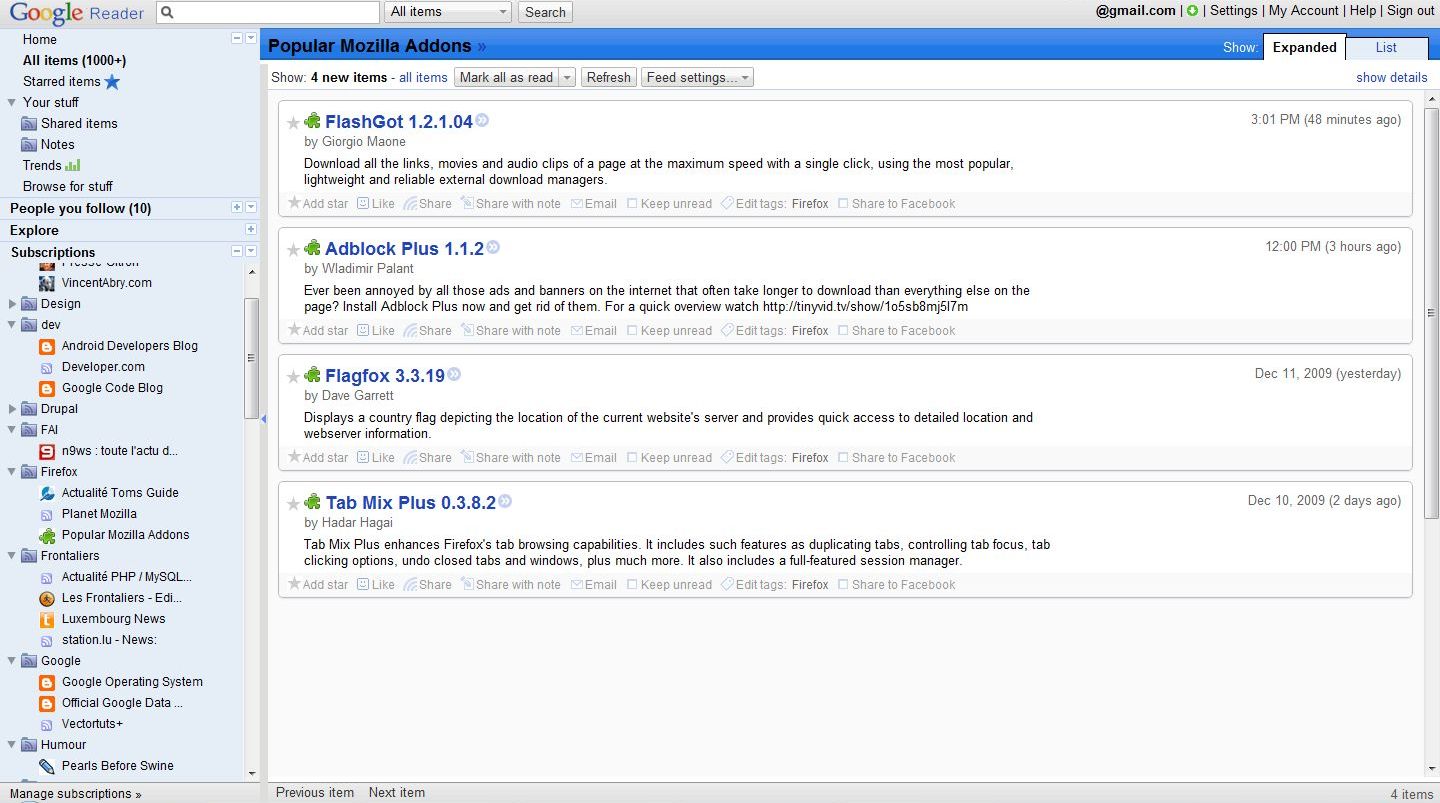 Google Reader
All items
Search
@gmail.com | | Settings | My Account | Help | Sign out
Home
All items (1000+)
Starred items
Your stuff
Shared items
Notes
Trends
Browse for stuff
People you follow (10)
Explore
Subscriptions
VincentAbry.com
Design
dev
Android Developers Blog
Developer.com
Google Code Blog
Drupal
FAI
n9ws : toute l'actu d...
Firefox
Actualité Toms Guide
Planet Mozilla
Popular Mozilla Addons
Frontaliers
Actualité PHP / MySQL...
Les Frontaliers - Edi...
Luxembourg News
station.lu - News:
Google
Google Operating System
Official Google Data ...
Vectortuts+
Humour
Pearls Before Swine
Manage subscriptions »
Popular Mozilla Addons »
Show: Expanded List
Show: 4 new items - all items Mark all as read Refresh Feed settings... show details
FlashGot 1.2.1.04 3:01 PM (48 minutes ago)
by Giorgio Maone
Download all the links, movies and audio clips of a page at the maximum speed with a single click, using the most popular,
lightweight and reliable external download managers.
Add star Like Share Share with note Email Keep unread Edit tags: Firefox Share to Facebook
Adblock Plus 1.1.2 12:00 PM (3 hours ago)
by Wladimir Palant
Ever been annoyed by all those ads and banners on the internet that often take longer to download than everything else on the
page? Install Adblock Plus now and get rid of them. For a quick overview watch http://tinyvid.tv/show/1o5sb8mj5l7m
Add star Like Share Share with note Email Keep unread Edit tags: Firefox Share to Facebook
Flagfox 3.3.19 Dec 11, 2009 (yesterday)
by Dave Garrett
Displays a country flag depicting the location of the current website's server and provides quick access to detailed location and
webserver information.
Add star Like Share Share with note Email Keep unread Edit tags: Firefox Share to Facebook
Tab Mix Plus 0.3.8.2 Dec 10, 2009 (2 days ago)
by Hadar Hagai
Tab Mix Plus enhances Firefox's tab browsing capabilities. It includes such features as duplicating tabs, controlling tab focus, tab
clicking options, undo closed tabs and windows, plus much more. It also includes a full-featured session manager.
Add star Like Share Share with note Email Keep unread Edit tags: Firefox Share to Facebook
Previous item Next item 4 items